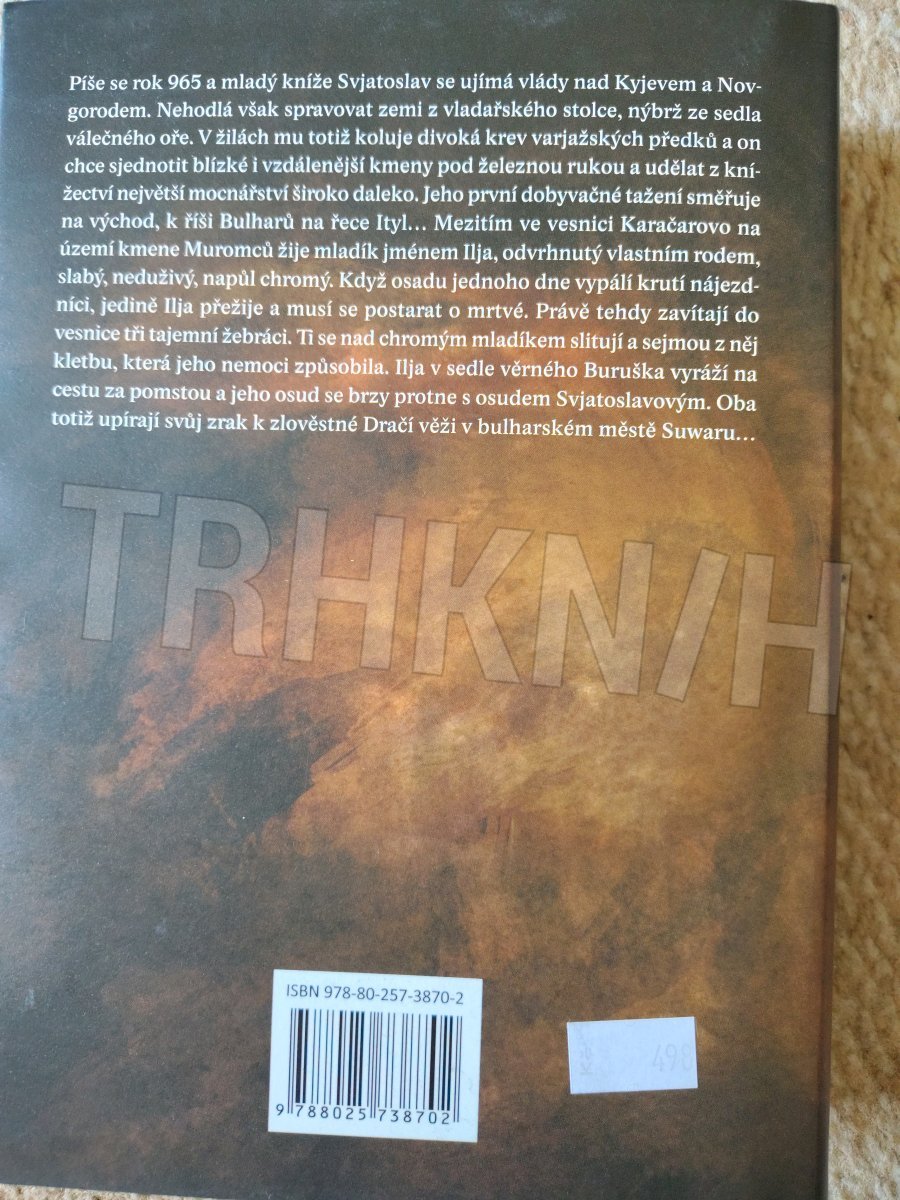 Píše se rok 965 a mladý kníže Svjatoslav se ujímá vlády nad Kyjevem a Nov-
gorodem. Nehodlá však spravovat zemi z vladařského stolce, nýbrž ze sedla
válečného oře. V žilách mu totiž koluje divoká krev varjažských předků a on
chce sjednotit blízké i vzdálenější kmeny pod železnou rukou a udělat z kní-
žectví největší mocnářství široko daleko. Jeho první dobyvačné tažení směřuje
na východ, k říši Bulharů na řece Ityl… Mezitím ve vesnici Karačarovo na
území kmene Muromců žije mladík jménem Ilja, odvrhnutý vlastním rodem,
slabý, neduživý, napůl chromý. Když osadu jednoho dne vypálí krutí nájezd-
níci, jedině Ilja přežije a musí se postarat o mrtvé. Právě tehdy zavítají do
vesnice tři tajemní žebráci. Ti se nad chromým mladíkem slitují a sejmou z něj
kletbu, která jeho nemoci způsobila. Ilja v sedle věrného Buruška vyráží na
cestu za pomstou a jeho osud se brzy protne s osudem Svjatoslavovým. Oba
totiž upírají svůj zrak k zlověstné Dračí věži v bulharském městě Suwaru…
TRHKN/H
ISBN 978-80-257-3870-2
9 788025 738702
Kč 498